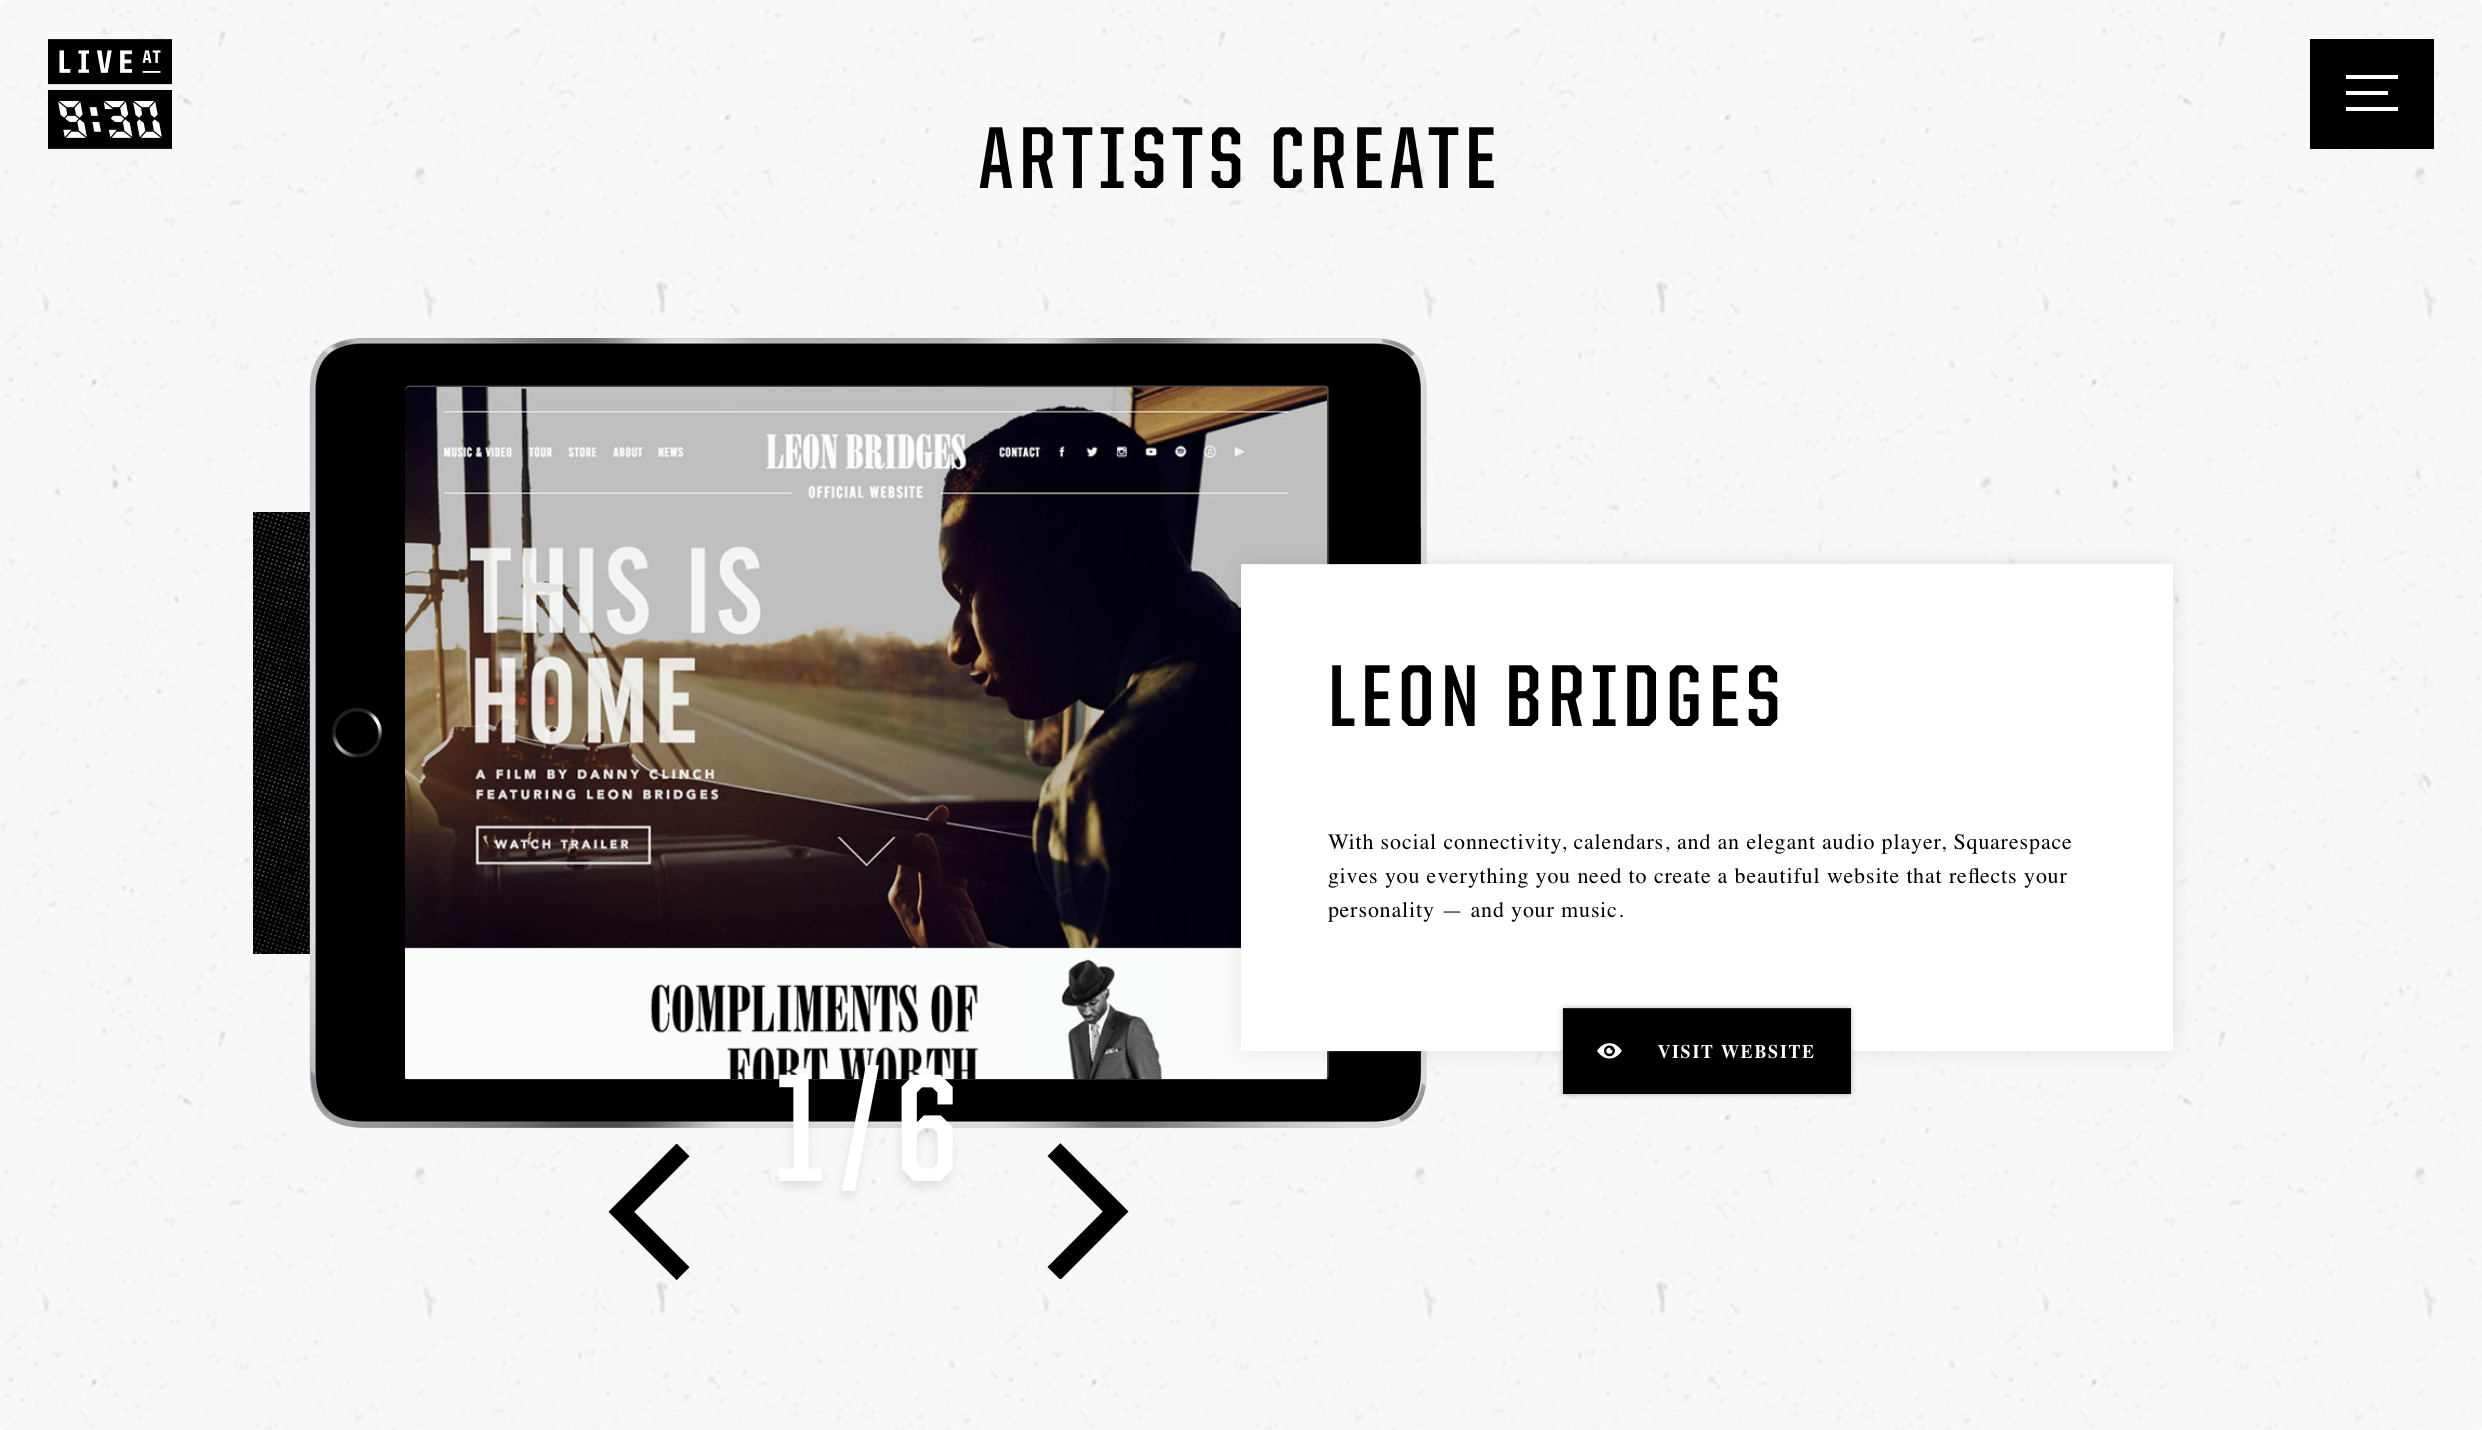 LIVE AT
9:30
ARTISTS CREATE
MUSIC & VIDEO TOUR STORE ABOUT NEWS
LEON BRIDGES
CONTACT
OFFICIAL WEBSITE
THIS IS
HOME
A FILM BY DANNY CLINCH
FEATURING LEON BRIDGES
WATCH TRAILER
COMPLIMENTS OF
FORT WORTH
1/6
LEON BRIDGES
With social connectivity, calendars, and an elegant audio player, Squarespace
gives you everything you need to create a beautiful website that reflects your
personality — and your music.
VISIT WEBSITE